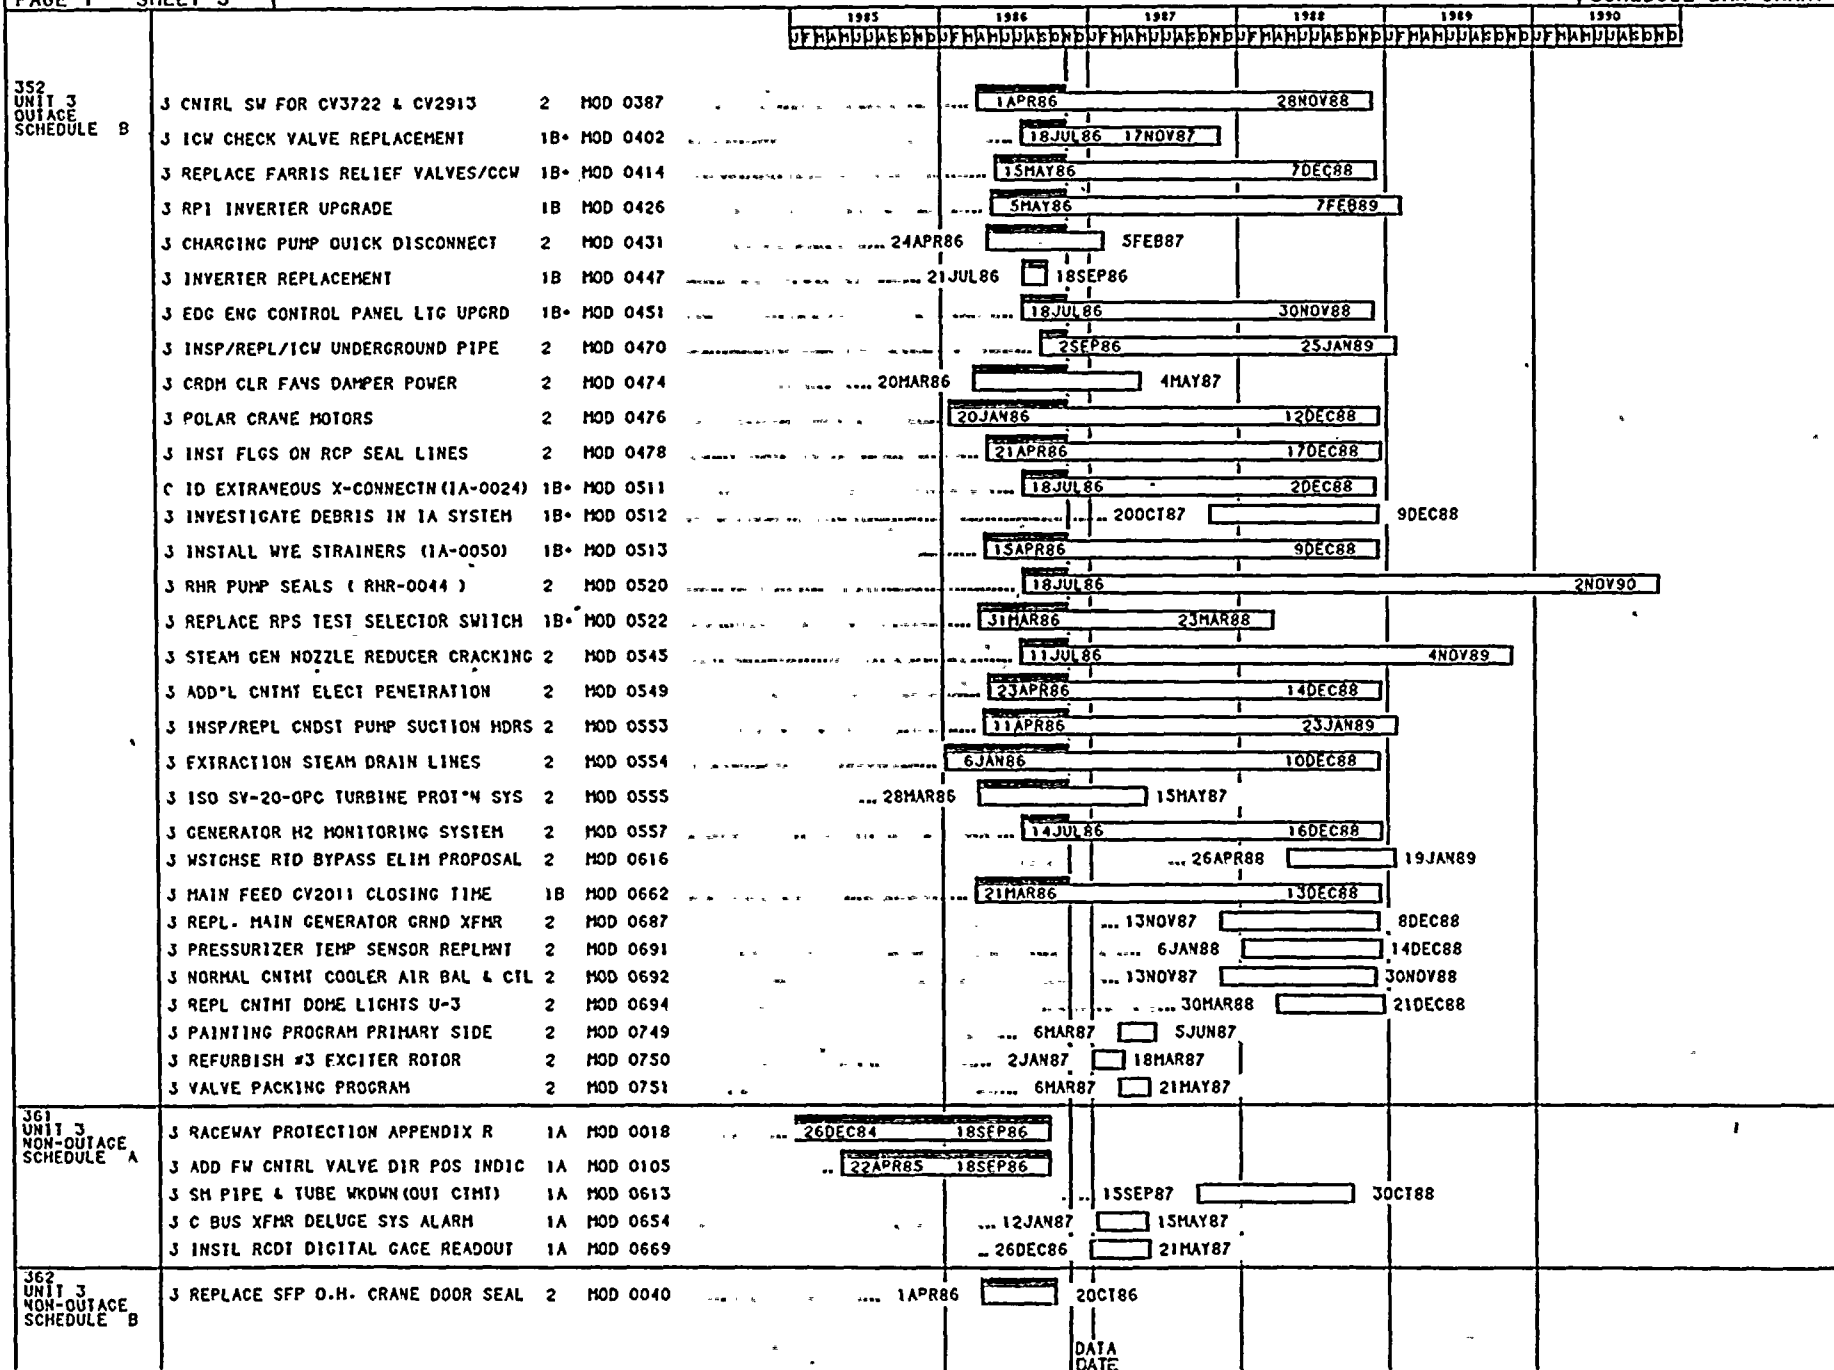 PAGE 1 SHEET 3
SCHEDULE BAR CHART
1985 1986 1987 1988 1989 1990
J F M A M J J A S O N D J F M A M J J A S O N D J F M A M J J A S O N D J F M A M J J A S O N D J F M A M J J A S O N D J F M A M J J A S O N D
352
UNIT 3
OUTAGE
SCHEDULE B
3 CNTRL SW FOR CV3722 & CV2913 2 MOD 0387 1APR86 28NOV88
3 ICW CHECK VALVE REPLACEMENT 1B* MOD 0402 18JUL86 17NOV87
3 REPLACE FARRIS RELIEF VALVES/CCW 1B* MOD 0414 15MAY86 7DEC88
3 RPI INVERTER UPGRADE 1B MOD 0426 5MAY86 7FEB89
3 CHARGING PUMP QUICK DISCONNECT 2 MOD 0431 24APR86 5FEB87
3 INVERTER REPLACEMENT 1B MOD 0447 21JUL86 18SEP86
3 EDG ENG CONTROL PANEL LTG UPGRD 1B* MOD 0451 18JUL86 30NOV88
3 INSP/REPL/ICW UNDERGROUND PIPE 2 MOD 0470 2SEP86 25JAN89
3 CRDM CLR FANS DAMPER POWER 2 MOD 0474 20MAR86 4MAY87
3 POLAR CRANE MOTORS 2 MOD 0476 20JAN86 12DEC88
3 INST FLGS ON RCP SEAL LINES 2 MOD 0478 21APR86 17DEC88
C ID EXTRANEOUS X-CONNECTN(IA-0024) 1B* MOD 0511 18JUL86 2DEC88
3 INVESTIGATE DEBRIS IN IA SYSTEM 1B* MOD 0512 20OCT87 9DEC88
3 INSTALL WYE STRAINERS (IA-0050) 1B* MOD 0513 15APR86 9DEC88
3 RHR PUMP SEALS ( RHR-0044 ) 2 MOD 0520 18JUL86 2NOV90
3 REPLACE RPS TEST SELECTOR SWITCH 1B* MOD 0522 31MAR86 23MAR88
3 STEAM GEN NOZZLE REDUCER CRACKING 2 MOD 0545 11JUL86 4NOV89
3 ADD'L CNTMT ELECT PENETRATION 2 MOD 0549 23APR86 14DEC88
3 INSP/REPL CNDST PUMP SUCTION HDRS 2 MOD 0553 11APR86 23JAN89
3 EXTRACTION STEAM DRAIN LINES 2 MOD 0554 6JAN86 10DEC88
3 ISO SV-20-OPC TURBINE PROT'N SYS 2 MOD 0555 28MAR86 15MAY87
3 GENERATOR H2 MONITORING SYSTEM 2 MOD 0557 14JUL86 16DEC88
3 WSTGHSE RTD BYPASS ELIM PROPOSAL 2 MOD 0616 26APR88 19JAN89
3 MAIN FEED CV2011 CLOSING TIME 1B MOD 0662 21MAR86 13DEC88
3 REPL. MAIN GENERATOR GRND XFMR 2 MOD 0687 13NOV87 8DEC88
3 PRESSURIZER TEMP SENSOR REPLMNT 2 MOD 0691 6JAN88 14DEC88
3 NORMAL CNTMT COOLER AIR BAL & CTL 2 MOD 0692 13NOV87 30NOV88
3 REPL CNTMT DOME LIGHTS U-3 2 MOD 0694 30MAR88 21DEC88
3 PAINTING PROGRAM PRIMARY SIDE 2 MOD 0749 6MAR87 5JUN87
3 REFURBISH #3 EXCITER ROTOR 2 MOD 0750 2JAN87 18MAR87
3 VALVE PACKING PROGRAM 2 MOD 0751 6MAR87 21MAY87
361
UNIT 3
NON-OUTAGE
SCHEDULE A
3 RACEWAY PROTECTION APPENDIX R 1A MOD 0018 26DEC84 18SEP86
3 ADD FW CNTRL VALVE DIR POS INDIC 1A MOD 0105 22APR85 18SEP86
3 SM PIPE & TUBE WKDWN(OUT CTMT) 1A MOD 0613 15SEP87 3OCT88
3 C BUS XFMR DELUGE SYS ALARM 1A MOD 0654 12JAN87 15MAY87
3 INSTL RCDT DIGITAL GAGE READOUT 1A MOD 0669 26DEC86 21MAY87
362
UNIT 3
NON-OUTAGE
SCHEDULE B
3 REPLACE SFP O.H. CRANE DOOR SEAL 2 MOD 0040 1APR86 2OCT86
DATA
DATE